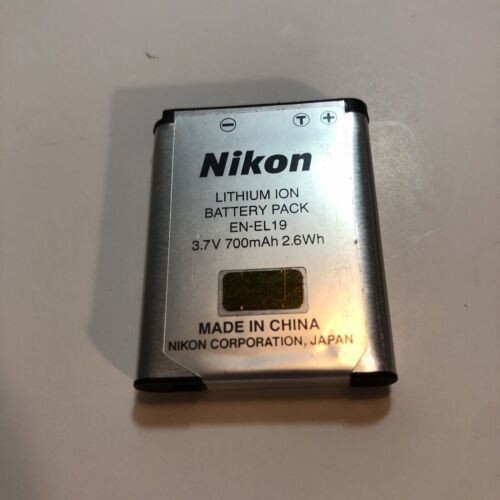 ⊖ Ⓣ ⊕
Nikon
LITHIUM ION
BATTERY PACK
EN-EL19
3.7V 700mAh 2.6Wh
MADE IN CHINA
NIKON CORPORATION, JAPAN